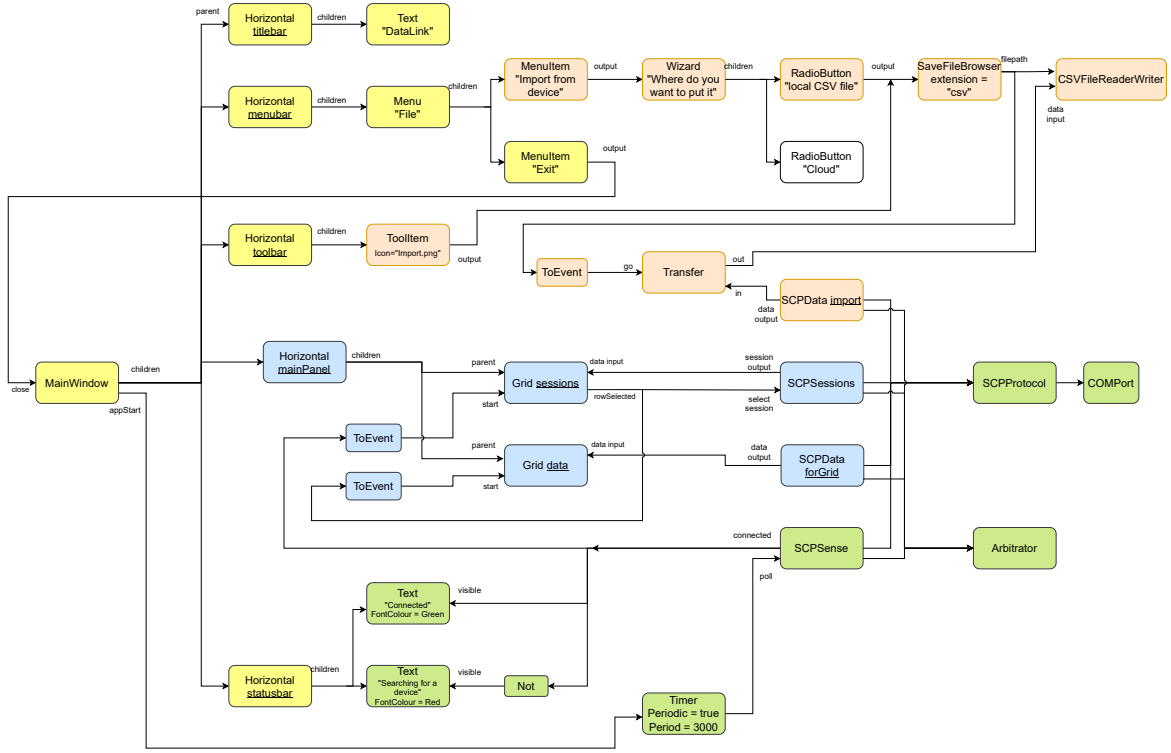 parent
Horizontal
titlebar
children
Text
"DataLink"
Horizontal
menubar
children
Menu
"File"
children
MenuItem
"Import from
device"
output
Wizard
"Where do you
want to put it"
children
RadioButton
"local CSV file"
output
SaveFileBrowser
extension =
"csv"
filepath
CSVFileReaderWriter
data
input
MenuItem
"Exit"
output
RadioButton
"Cloud"
Horizontal
toolbar
children
ToolItem
Icon="Import.png"
output
ToEvent
go
Transfer
out
in
data
output
SCPData import
MainWindow
close
children
appStart
Horizontal
mainPanel
children
parent
Grid sessions
start
data input
rowSelected
session
output
select
session
SCPSessions
SCPProtocol
COMPort
ToEvent
parent
Grid data
start
data input
data
output
SCPData
forGrid
ToEvent
connected
SCPSense
poll
Arbitrator
Text
"Connected"
FontColour = Green
visible
Horizontal
statusbar
children
Text
"Searching for a
device"
FontColour = Red
visible
Not
Timer
Periodic = true
Period = 3000